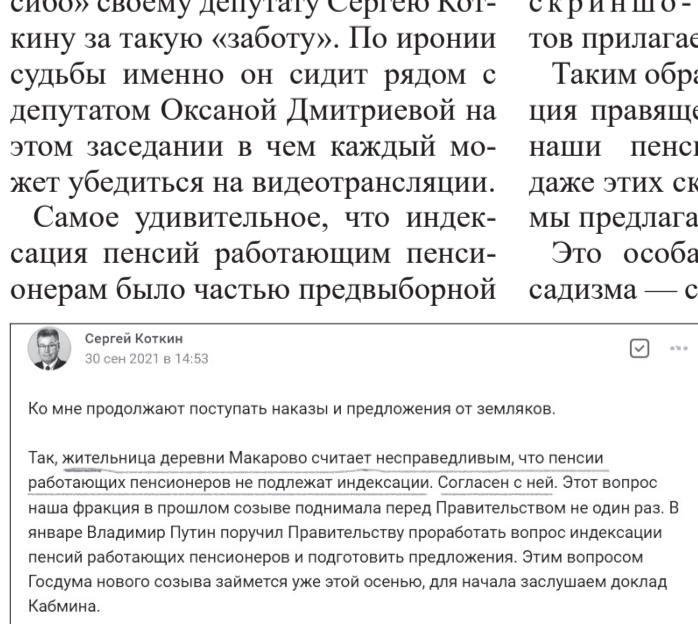 сибо» своему депутату Сергею Кот-
кину за такую «заботу». По иронии
судьбы именно он сидит рядом с
депутатом Оксаной Дмитриевой на
этом заседании в чем каждый мо-
жет убедиться на видеотрансляции.
Самое удивительное, что индек-
сация пенсий работающим пенси-
онерам было частью предвыборной
скриншо-
тов прилагае
Таким обра
ция правяще
наши пенс
даже этих ск
мы предлага
Это особа
садизма — с
Сергей Коткин
30 сен 2021 в 14:53
Ко мне продолжают поступать наказы и предложения от земляков.
Так, жительница деревни Макарово считает несправедливым, что пенсии
работающих пенсионеров не подлежат индексации. Согласен с ней. Этот вопрос
наша фракция в прошлом созыве поднимала перед Правительством не один раз. В
январе Владимир Путин поручил Правительству проработать вопрос индексации
пенсий работающих пенсионеров и подготовить предложения. Этим вопросом
Госдума нового созыва займется уже этой осенью, для начала заслушаем доклад
Кабмина.